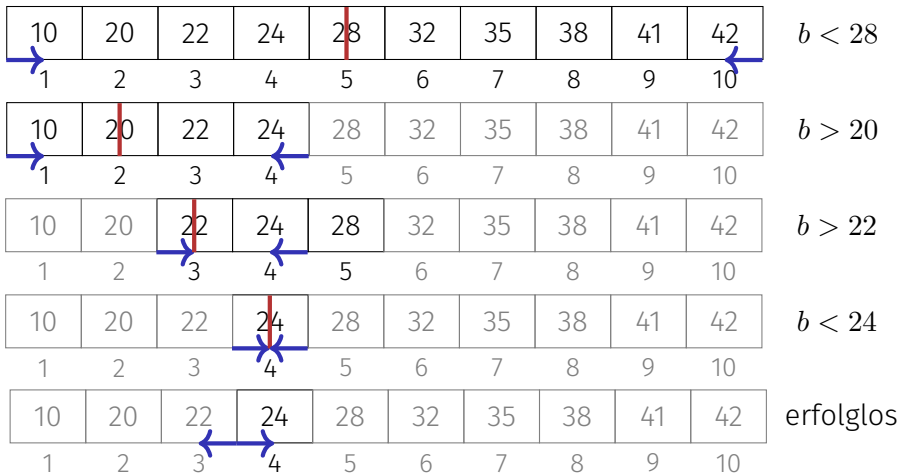 10 20 22 24 28 32 35 38 41 42 b < 28
1 2 3 4 5 6 7 8 9 10
10 20 22 24 28 32 35 38 41 42 b > 20
1 2 3 4 5 6 7 8 9 10
10 20 22 24 28 32 35 38 41 42 b > 22
1 2 3 4 5 6 7 8 9 10
10 20 22 24 28 32 35 38 41 42 b < 24
1 2 3 4 5 6 7 8 9 10
10 20 22 24 28 32 35 38 41 42 erfolglos
1 2 3 4 5 6 7 8 9 10